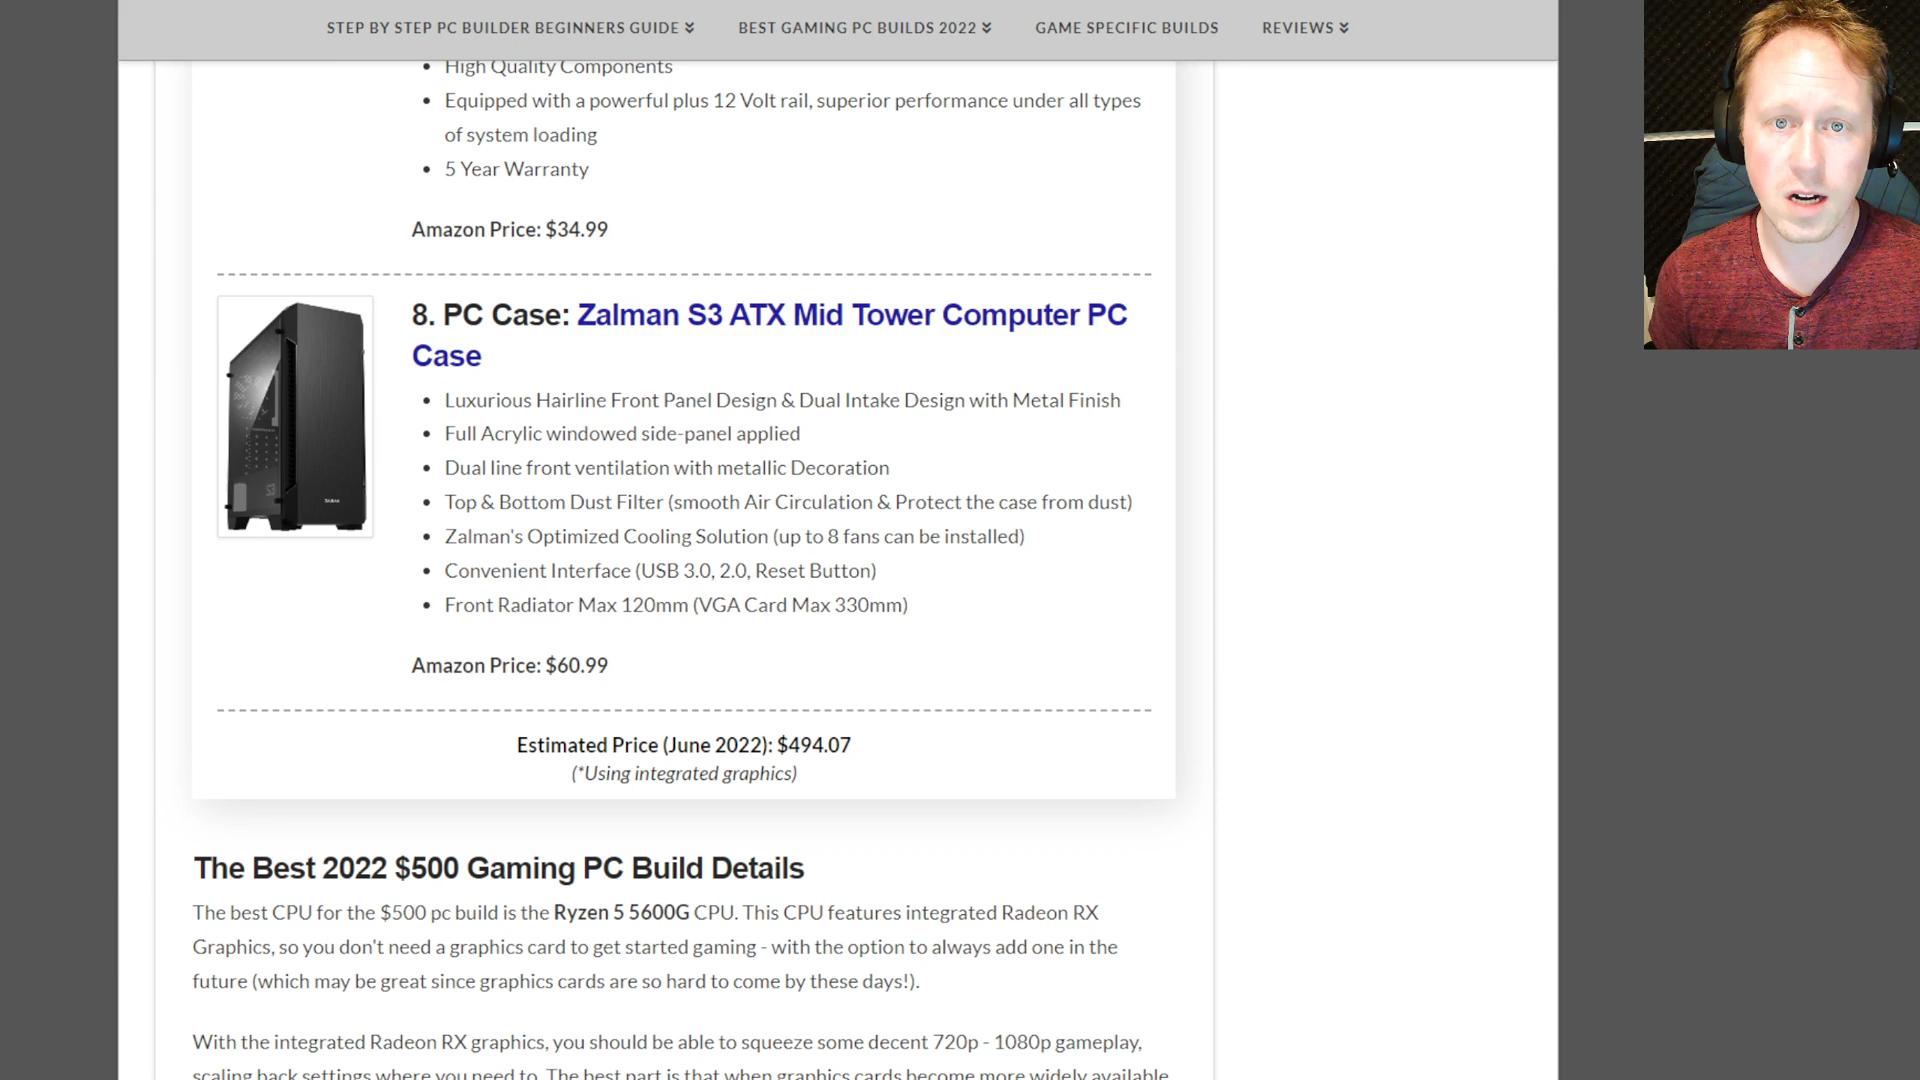 STEP BY STEP PC BUILDER BEGINNERS GUIDE
BEST GAMING PC BUILDS 2022
GAME SPECIFIC BUILDS
REVIEWS
High Quality Components
Equipped with a powerful plus 12 Volt rail, superior performance under all types
of system loading
5 Year Warranty
Amazon Price: $34.99
8. PC Case: Zalman S3 ATX Mid Tower Computer PC
Case
Luxurious Hairline Front Panel Design & Dual Intake Design with Metal Finish
Full Acrylic windowed side-panel applied
Dual line front ventilation with metallic Decoration
Top & Bottom Dust Filter (smooth Air Circulation & Protect the case from dust)
Zalman's Optimized Cooling Solution (up to 8 fans can be installed)
Convenient Interface (USB 3.0, 2.0, Reset Button)
Front Radiator Max 120mm (VGA Card Max 330mm)
Amazon Price: $60.99
Estimated Price (June 2022): $494.07
(*Using integrated graphics)
The Best 2022 $500 Gaming PC Build Details
The best CPU for the $500 pc build is the Ryzen 5 5600G CPU. This CPU features integrated Radeon RX
Graphics, so you don't need a graphics card to get started gaming - with the option to always add one in the
future (which may be great since graphics cards are so hard to come by these days!).
With the integrated Radeon RX graphics, you should be able to squeeze some decent 720p - 1080p gameplay,
scaling back settings where you need to. The best part is that when graphics cards become more widely available